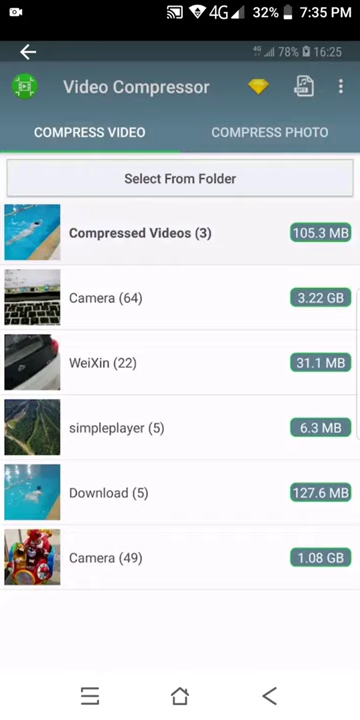 4G 32% 7:35 PM
4G 78% 16:25
Video Compressor
COMPRESS VIDEO COMPRESS PHOTO
Select From Folder
Compressed Videos (3) 105.3 MB
Camera (64) 3.22 GB
WeiXin (22) 31.1 MB
simpleplayer (5) 6.3 MB
Download (5) 127.6 MB
Camera (49) 1.08 GB